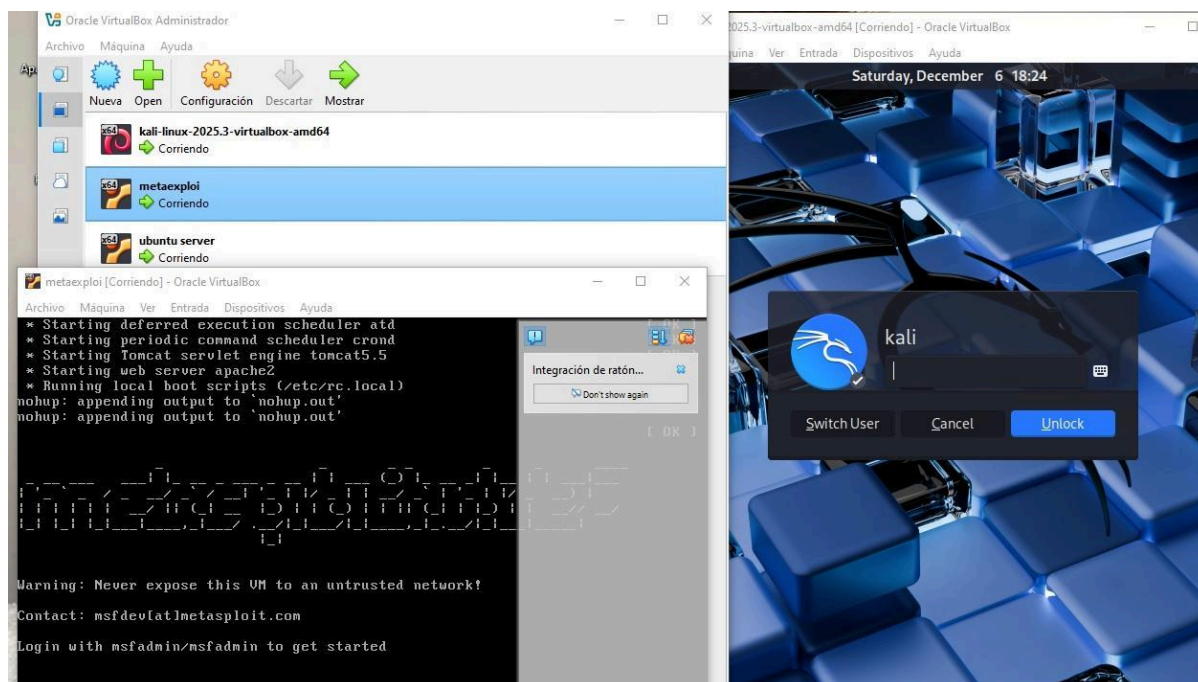 Oracle VirtualBox Administrador
Archivo Máquina Ayuda
Nueva Open Configuración Descartar Mostrar
x64 kali-linux-2025.3-virtualbox-amd64
Corriendo
x64 metaexploi
Corriendo
x64 ubuntu server
Corriendo
metaexploi [Corriendo] - Oracle VirtualBox
Archivo Máquina Ver Entrada Dispositivos Ayuda
* Starting deferred execution scheduler atd [ OK ]
* Starting periodic command scheduler crond
* Starting Tomcat servlet engine tomcat5.5
* Starting web server apache2
* Running local boot scripts (/etc/rc.local)
nohup: appending output to `nohup.out'
nohup: appending output to `nohup.out'
[ OK ]
Integración de ratón...
Don't show again
metasploitable2
Warning: Never expose this VM to an untrusted network!
Contact: msfdev[at]metasploit.com
Login with msfadmin/msfadmin to get started
2025.3-virtualbox-amd64 [Corriendo] - Oracle VirtualBox
quina Ver Entrada Dispositivos Ayuda
Saturday, December 6 18:24
kali
Switch User Cancel Unlock